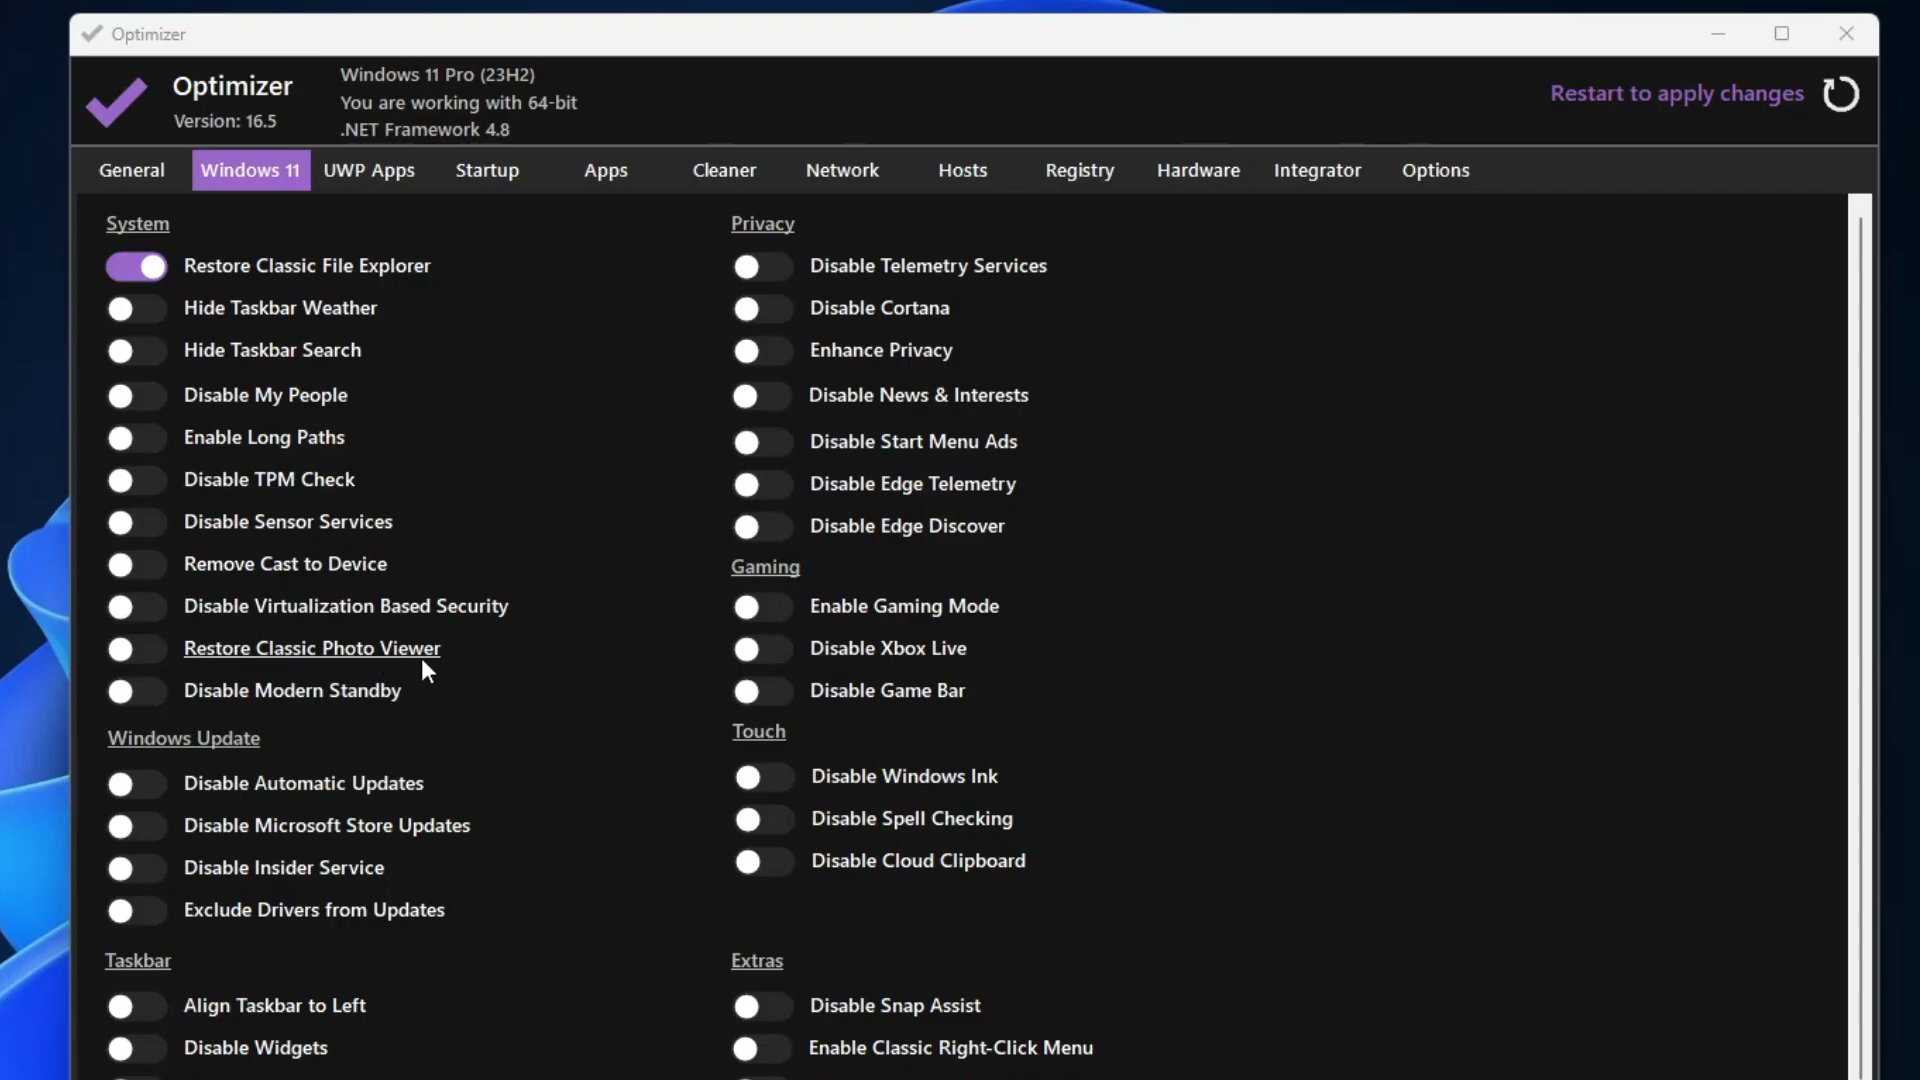 Optimizer
Optimizer
Version: 16.5
Windows 11 Pro (23H2)
You are working with 64-bit
.NET Framework 4.8
Restart to apply changes
General
Windows 11
UWP Apps
Startup
Apps
Cleaner
Network
Hosts
Registry
Hardware
Integrator
Options
System
Restore Classic File Explorer
Hide Taskbar Weather
Hide Taskbar Search
Disable My People
Enable Long Paths
Disable TPM Check
Disable Sensor Services
Remove Cast to Device
Disable Virtualization Based Security
Restore Classic Photo Viewer
Disable Modern Standby
Windows Update
Disable Automatic Updates
Disable Microsoft Store Updates
Disable Insider Service
Exclude Drivers from Updates
Taskbar
Align Taskbar to Left
Disable Widgets
Privacy
Disable Telemetry Services
Disable Cortana
Enhance Privacy
Disable News & Interests
Disable Start Menu Ads
Disable Edge Telemetry
Disable Edge Discover
Gaming
Enable Gaming Mode
Disable Xbox Live
Disable Game Bar
Touch
Disable Windows Ink
Disable Spell Checking
Disable Cloud Clipboard
Extras
Disable Snap Assist
Enable Classic Right-Click Menu